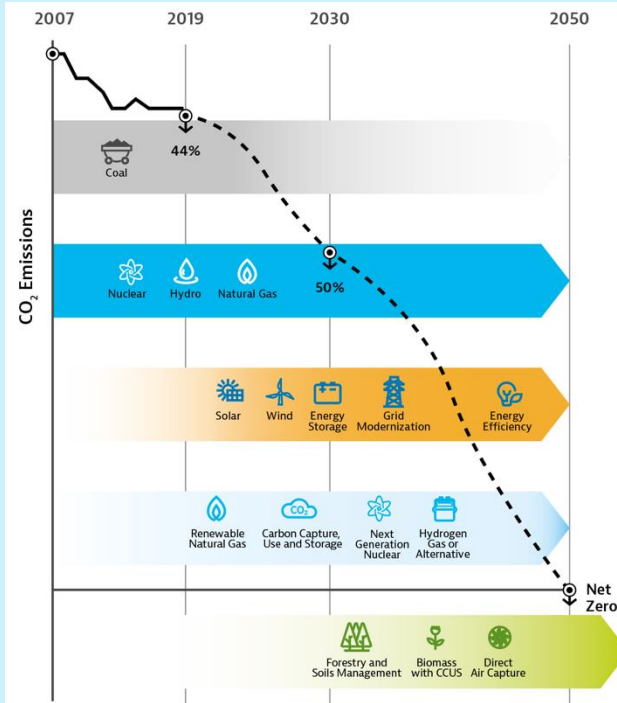 2007 2019 2030 2050
CO₂ Emissions
44%
Coal
50%
Nuclear Hydro Natural Gas
Solar Wind Energy Storage Grid Modernization Energy Efficiency
Renewable Natural Gas CO₂ Carbon Capture, Use and Storage Next Generation Nuclear Hydrogen Gas or Alternative
Net
Zero
Forestry and Soils Management Biomass with CCUS Direct Air Capture